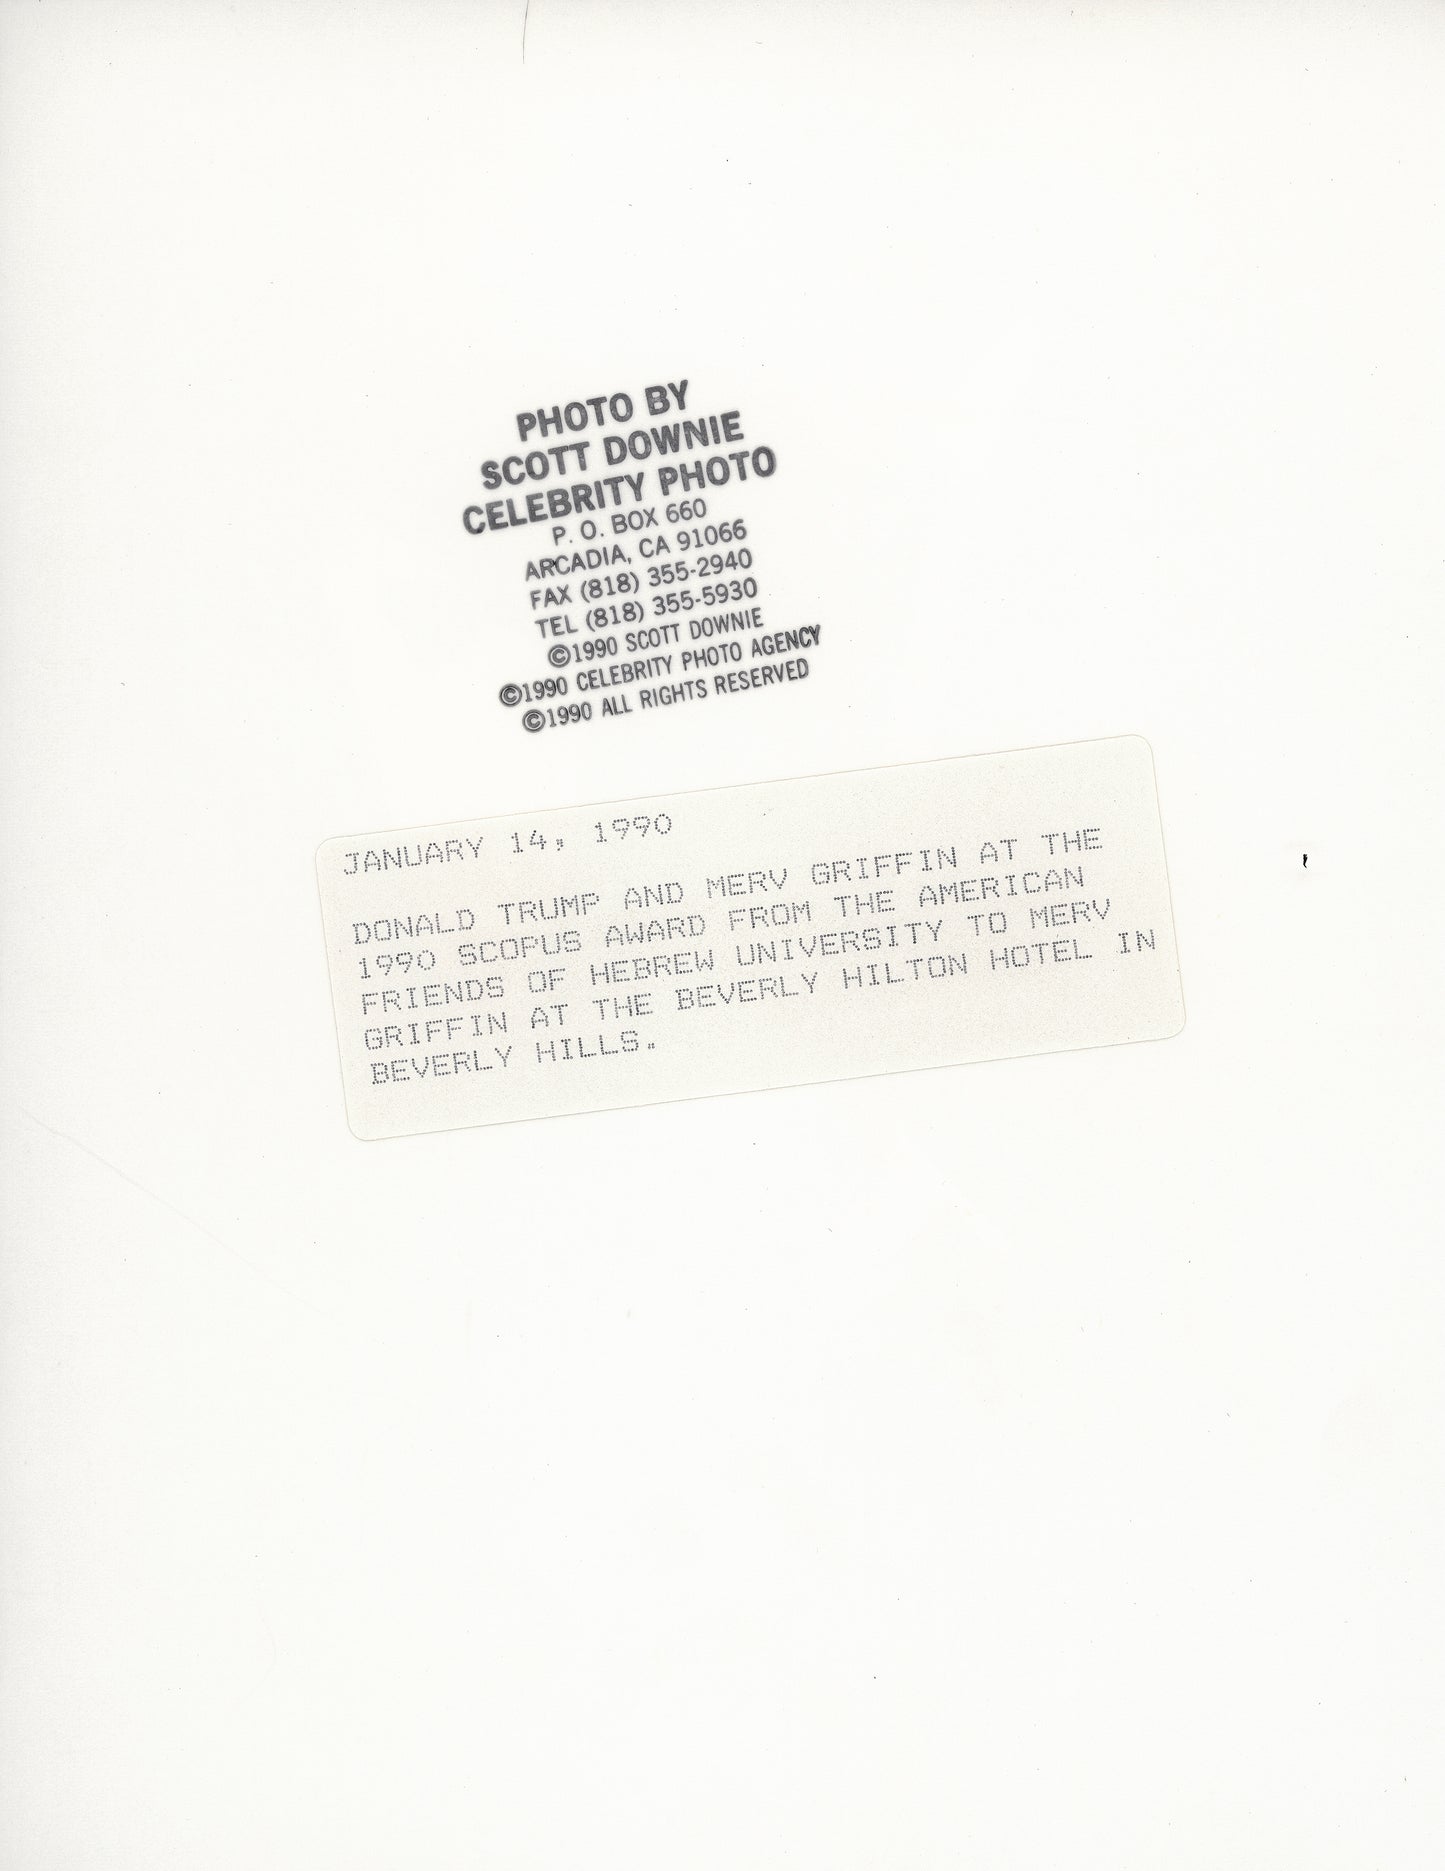 PHOTO BY
SCOTT DOWNIE
CELEBRITY PHOTO
P. O. BOX 660
ARCADIA, CA 91066
FAX (818) 355-2940
TEL (818) 355-5930
©1990 SCOTT DOWNIE
©1990 CELEBRITY PHOTO AGENCY
©1990 ALL RIGHTS RESERVED
JANUARY 14, 1990
DONALD TRUMP AND MERV GRIFFIN AT THE
1990 SCOPUS AWARD FROM THE AMERICAN
FRIENDS OF HEBREW UNIVERSITY TO MERV
GRIFFIN AT THE BEVERLY HILTON HOTEL IN
BEVERLY HILLS.